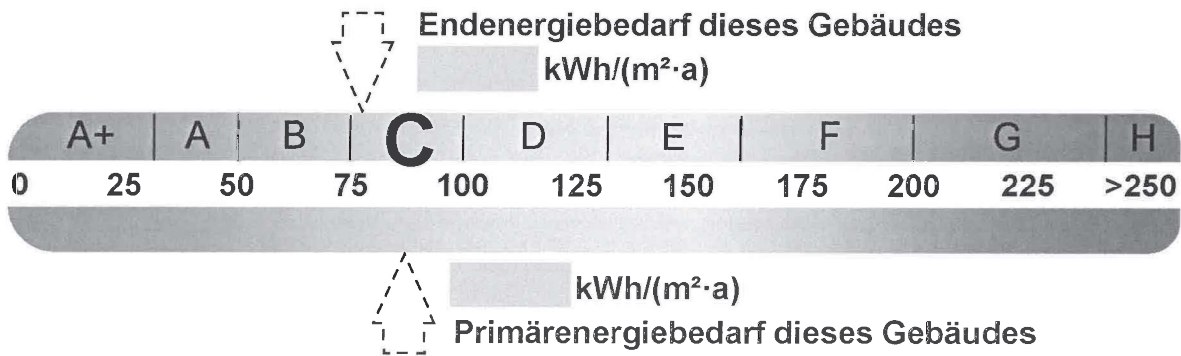 Endenergiebedarf dieses Gebäudes
kWh/(m²·a)
A+ A B C D E F G H
0 25 50 75 100 125 150 175 200 225 >250
kWh/(m²·a)
Primärenergiebedarf dieses Gebäudes